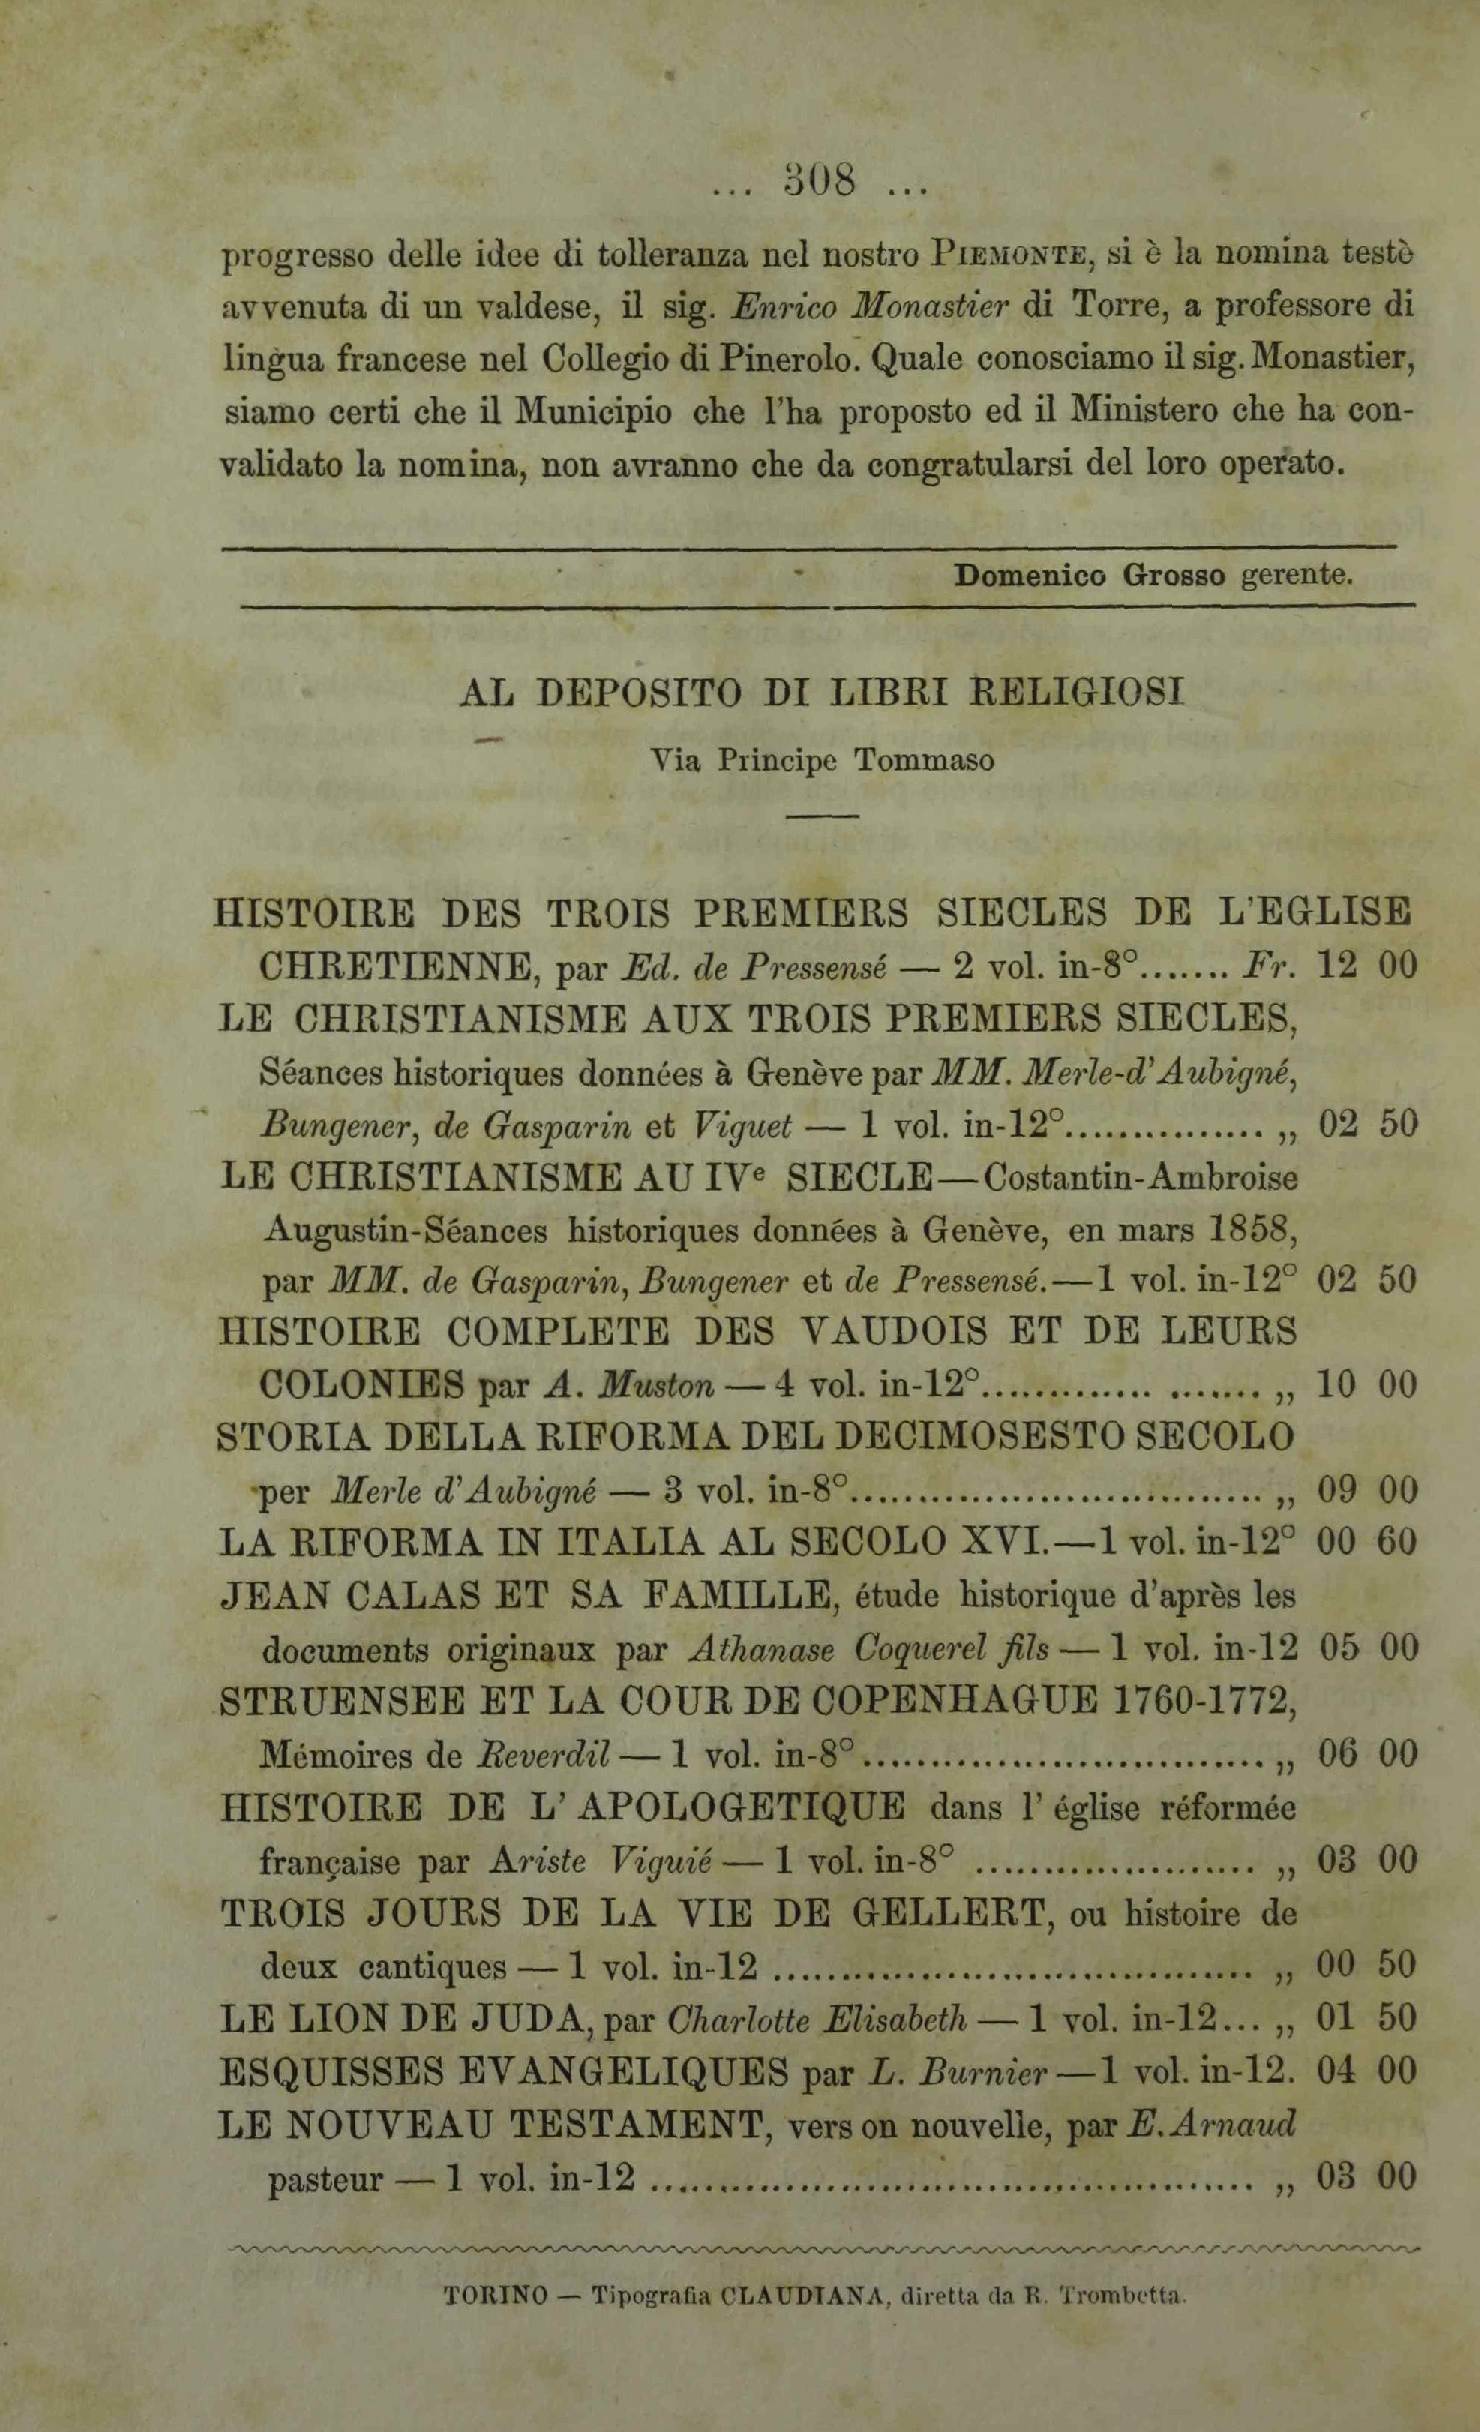 ... 308 ...
progresso delle idee di tolleranza nel nostro PIEMONTE, si è la nomina testè
avvenuta di un valdese, il sig. Enrico Monastier di Torre, a professore di
lingua francese nel Collegio di Pinerolo. Quale conosciamo il sig. Monastier,
siamo certi che il Municipio che l'ha proposto ed il Ministero che ha con-
validato la nomina, non avranno che da congratularsi del loro operato.
Domenico Grosso gerente.
AL DEPOSITO DI LIBRI RELIGIOSI
Via Principe Tommaso
HISTOIRE DES TROIS PREMIERS SIECLES DE L'EGLISE
CHRETIENNE, par Ed. de Pressensé — 2 vol. in-8°....... Fr. 12 00
LE CHRISTIANISME AUX TROIS PREMIERS SIECLES,
Séances historiques données à Genève par MM. Merle-d'Aubigné,
Bungener, de Gasparin et Viguet — 1 vol. in-12°............... „ 02 50
LE CHRISTIANISME AU IVe SIECLE—Costantin-Ambroise
Augustin-Séances historiques données à Genève, en mars 1858,
par MM. de Gasparin, Bungener et de Pressensé.—1 vol. in-12° 02 50
HISTOIRE COMPLETE DES VAUDOIS ET DE LEURS
COLONIES par A. Muston — 4 vol. in-12°............. ....... „ 10 00
STORIA DELLA RIFORMA DEL DECIMOSESTO SECOLO
per Merle d'Aubigné — 3 vol. in-8°............................... „ 09 00
LA RIFORMA IN ITALIA AL SECOLO XVI.—1 vol. in-12° 00 60
JEAN CALAS ET SA FAMILLE, étude historique d'après les
documents originaux par Athanase Coquerel fils — 1 vol. in-12 05 00
STRUENSEE ET LA COUR DE COPENHAGUE 1760-1772,
Mémoires de Reverdil — 1 vol. in-8° .............................. „ 06 00
HISTOIRE DE L' APOLOGETIQUE dans l' église réformée
française par Ariste Viguié — 1 vol. in-8° ..................... „ 03 00
TROIS JOURS DE LA VIE DE GELLERT, ou histoire de
deux cantiques — 1 vol. in-12 .................................... „ 00 50
LE LION DE JUDA, par Charlotte Elisabeth — 1 vol. in-12... „ 01 50
ESQUISSES EVANGELIQUES par L. Burnier —1 vol. in-12. 04 00
LE NOUVEAU TESTAMENT, vers on nouvelle, par E. Arnaud
pasteur — 1 vol. in-12 ............................................. „ 03 00
TORINO — Tipografia CLAUDIANA, diretta da R. Trombetta.